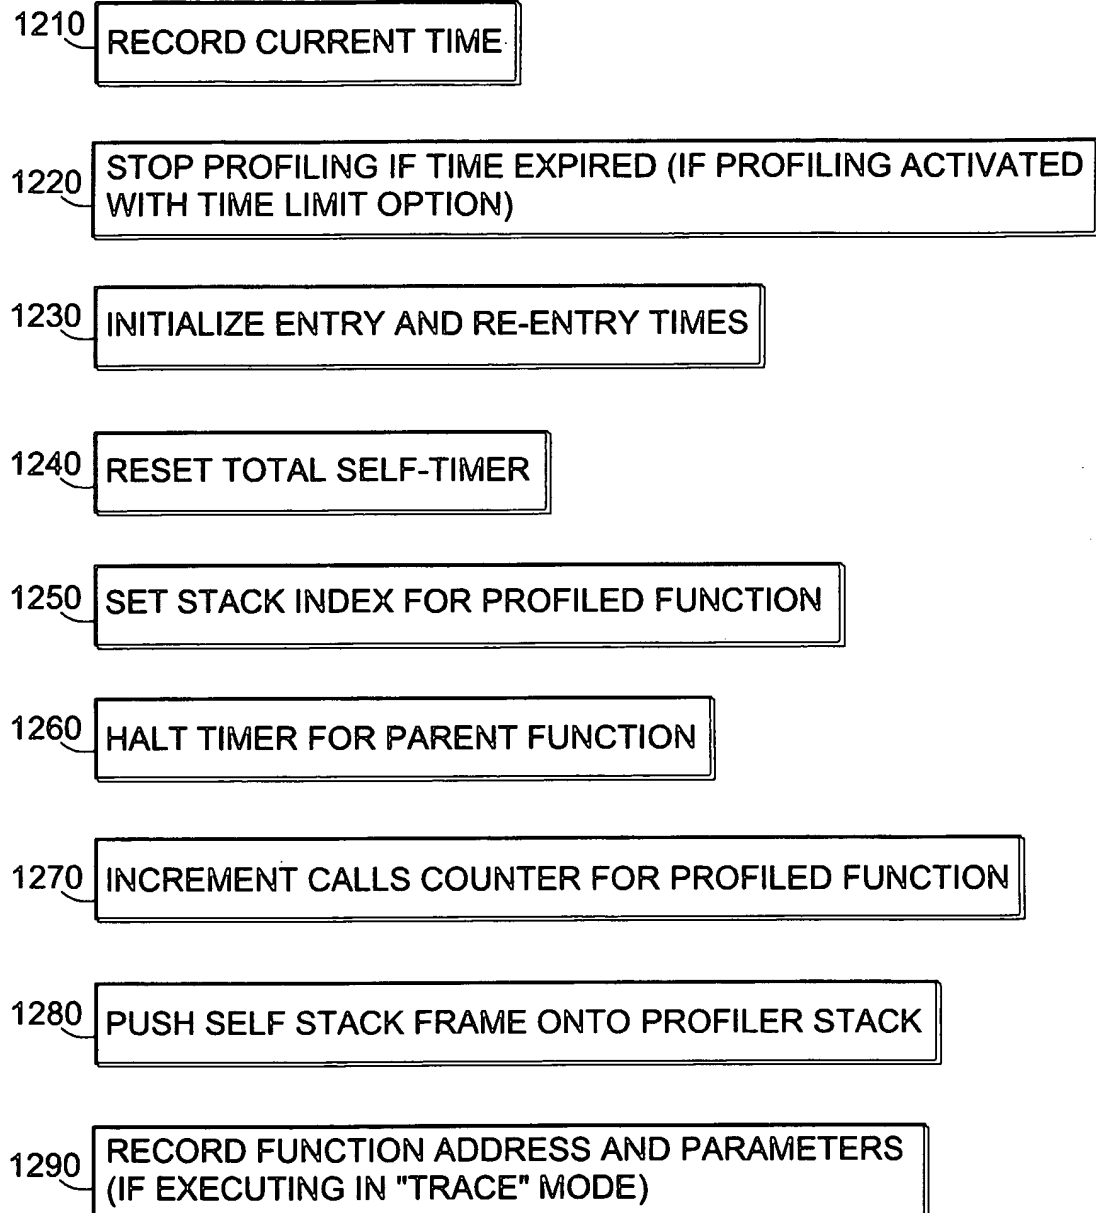 1210
RECORD CURRENT TIME
1220
STOP PROFILING IF TIME EXPIRED (IF PROFILING ACTIVATED
WITH TIME LIMIT OPTION)
1230
INITIALIZE ENTRY AND RE-ENTRY TIMES
1240
RESET TOTAL SELF-TIMER
1250
SET STACK INDEX FOR PROFILED FUNCTION
1260
HALT TIMER FOR PARENT FUNCTION
1270
INCREMENT CALLS COUNTER FOR PROFILED FUNCTION
1280
PUSH SELF STACK FRAME ONTO PROFILER STACK
1290
RECORD FUNCTION ADDRESS AND PARAMETERS
(IF EXECUTING IN "TRACE" MODE)